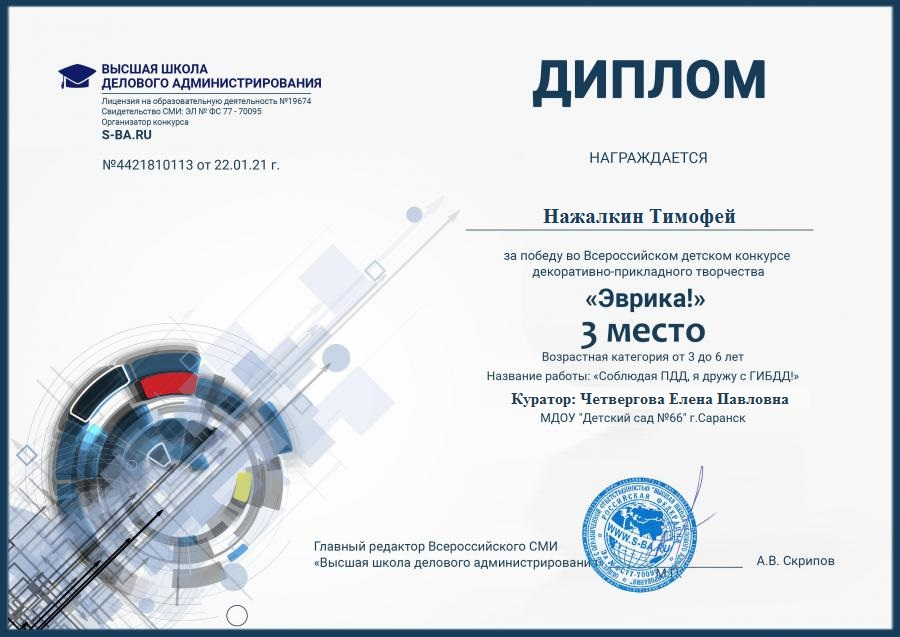 ВЫСШАЯ ШКОЛА
ДЕЛОВОГО АДМИНИСТРИРОВАНИЯ
Лицензия на образовательную деятельность №19674
Свидетельство СМИ: ЭЛ № ФС 77 - 70095
Организатор конкурса
S-BA.RU
№4421810113 от 22.01.21 г.
ДИПЛОМ
НАГРАЖДАЕТСЯ
Нажалкин Тимофей
за победу во Всероссийском детском конкурсе
декоративно-прикладного творчества
«Эврика!»
3 место
Возрастная категория от 3 до 6 лет
Название работы: «Соблюдая ПДД, я дружу с ГИБДД!»
Куратор: Четвергова Елена Павловна
МДОУ "Детский сад №66" г.Саранск
Главный редактор Всероссийского СМИ
«Высшая школа делового администрирования»
А.В. Скрипов
WWW.S-BA.RU